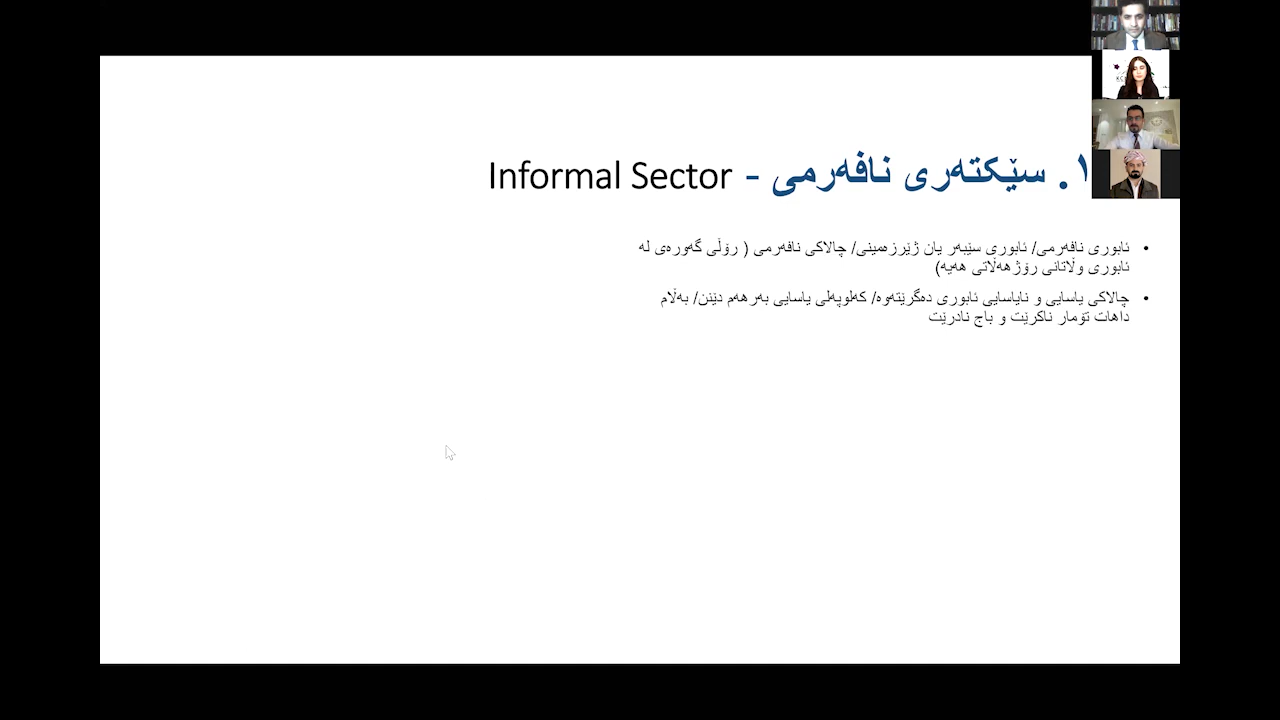 ١. سێکتەری نافەرمی - Informal Sector
• ئابوری نافەرمی/ ئابوری سێبەر یان ژێرزەمینی/ چالاکی نافەرمی ( رۆڵی گەورەی لە
ئابوری وڵاتانی رۆژهەڵاتی هەیە)
• چالاکی یاسایی و نایاسایی ئابوری دەگرێتەوە/ کەلوپەلی یاسایی بەرهەم دێنن/ بەڵام
داهات تۆمار ناکرێت و باج نادرێت